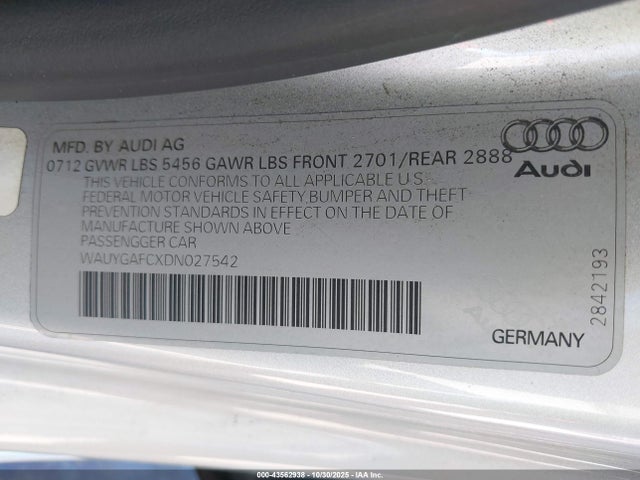 MFD. BY AUDI AG
0712 GVWR LBS 5456 GAWR LBS FRONT 2701/REAR 2888
THIS VEHICLE CONFORMS TO ALL APPLICABLE U.S.
FEDERAL MOTOR VEHICLE SAFETY,BUMPER AND THEFT
PREVENTION STANDARDS IN EFFECT ON THE DATE OF
MANUFACTURE SHOWN ABOVE
PASSENGGER CAR
WAUYGAFCXDN027542
Audi
2842193
GERMANY
000-43562938 - 10/30/2025 - IAA Inc.